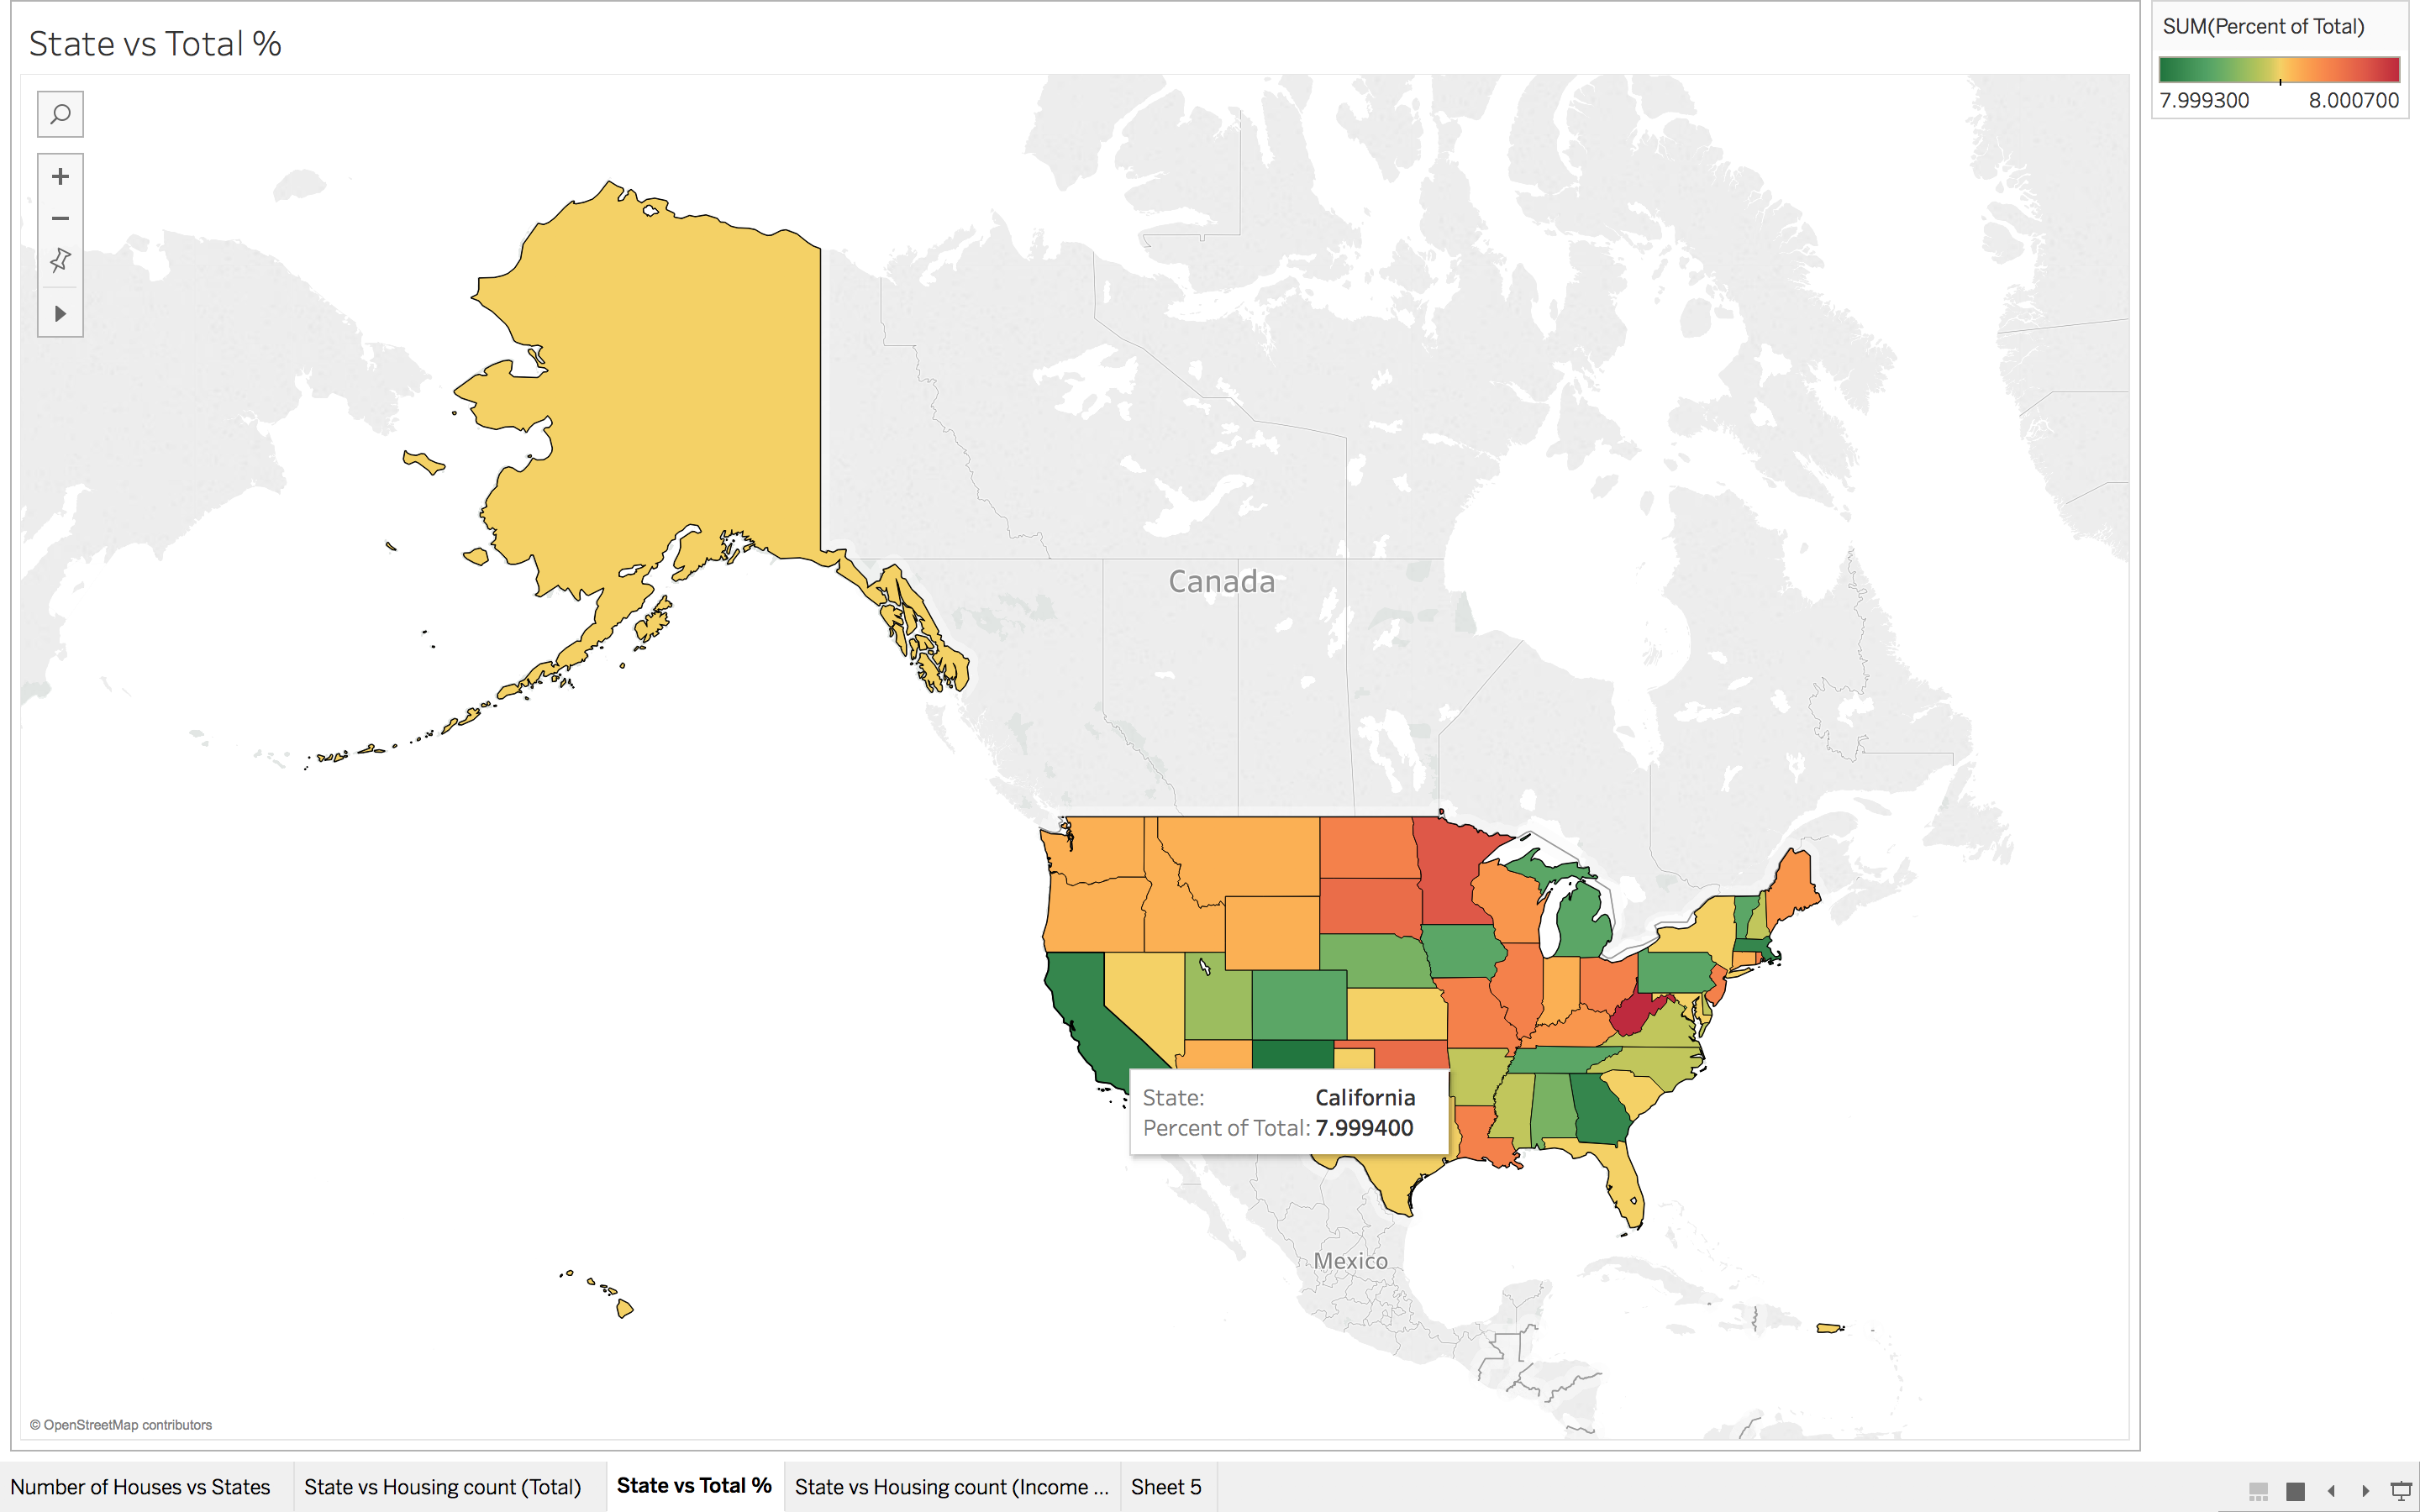 State vs Total %
SUM(Percent of Total)
7.999300 8.000700
Canada
State: California
Percent of Total: 7.999400
Mexico
© OpenStreetMap contributors
Number of Houses vs States State vs Housing count (Total) State vs Total % State vs Housing count (Income ... Sheet 5